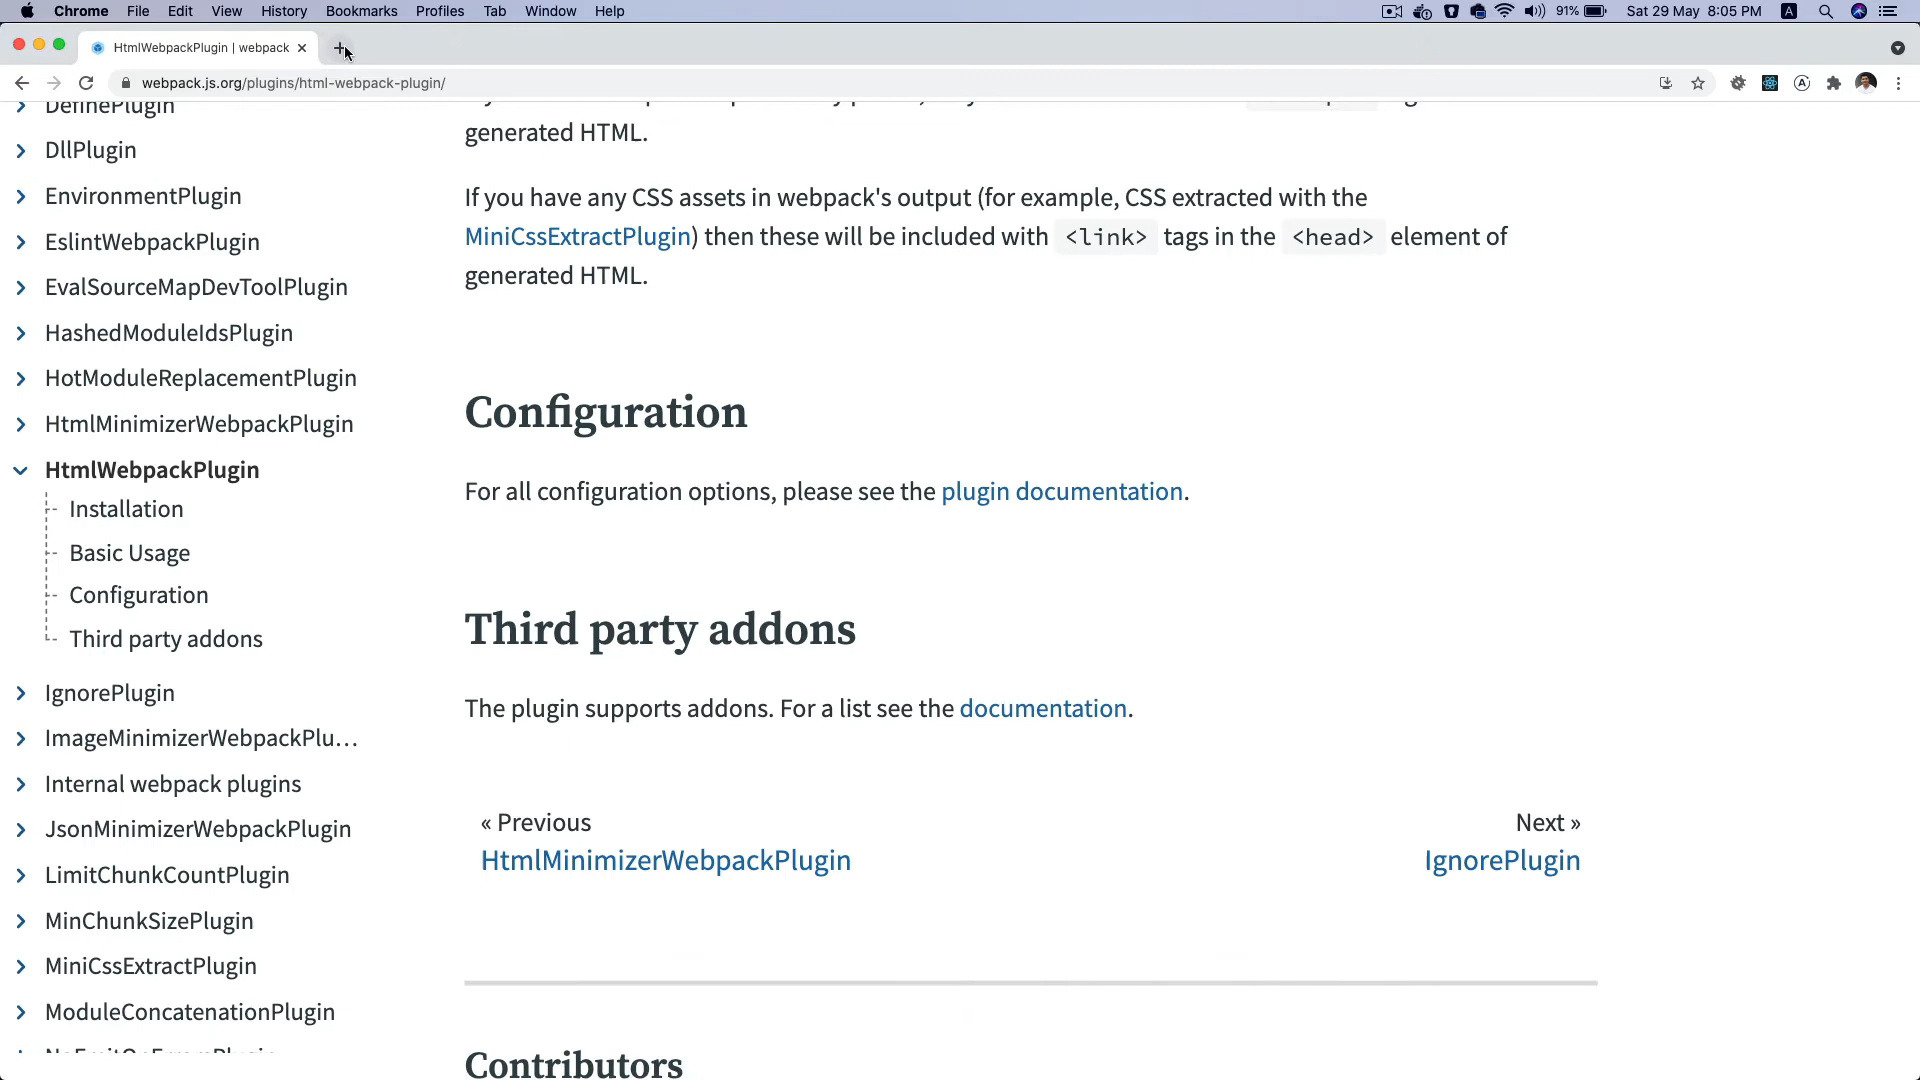 Chrome File Edit View History Bookmarks Profiles Tab Window Help 91% Sat 29 May 8:05 PM A
HtmlWebpackPlugin | webpack
webpack.js.org/plugins/html-webpack-plugin/
DefinePlugin
DllPlugin
EnvironmentPlugin
EslintWebpackPlugin
EvalSourceMapDevToolPlugin
HashedModuleIdsPlugin
HotModuleReplacementPlugin
HtmlMinimizerWebpackPlugin
HtmlWebpackPlugin
Installation
Basic Usage
Configuration
Third party addons
IgnorePlugin
ImageMinimizerWebpackPlu...
Internal webpack plugins
JsonMinimizerWebpackPlugin
LimitChunkCountPlugin
MinChunkSizePlugin
MiniCssExtractPlugin
ModuleConcatenationPlugin
generated HTML.
If you have any CSS assets in webpack's output (for example, CSS extracted with the
MiniCssExtractPlugin) then these will be included with <link> tags in the <head> element of
generated HTML.
Configuration
For all configuration options, please see the plugin documentation.
Third party addons
The plugin supports addons. For a list see the documentation.
« Previous
HtmlMinimizerWebpackPlugin
Next »
IgnorePlugin
Contributors